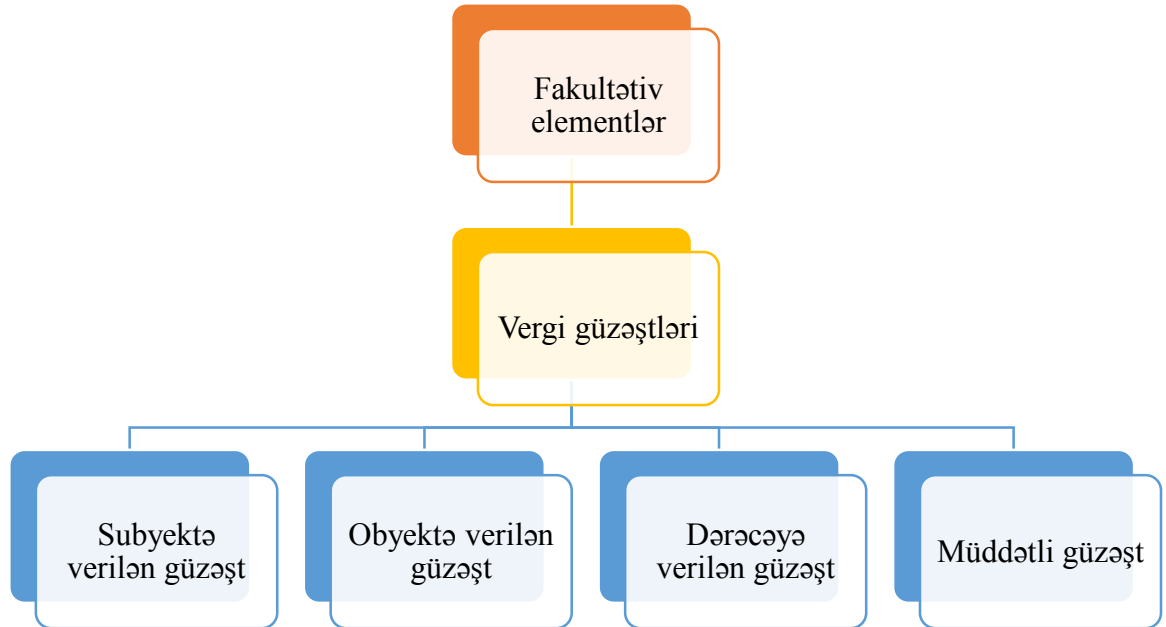 Fakultətiv
elementlər
Vergi güzəştləri
Subyektə
verilən güzəşt
Obyektə verilən
güzəşt
Dərəcəyə
verilən güzəşt
Müddətli güzəşt